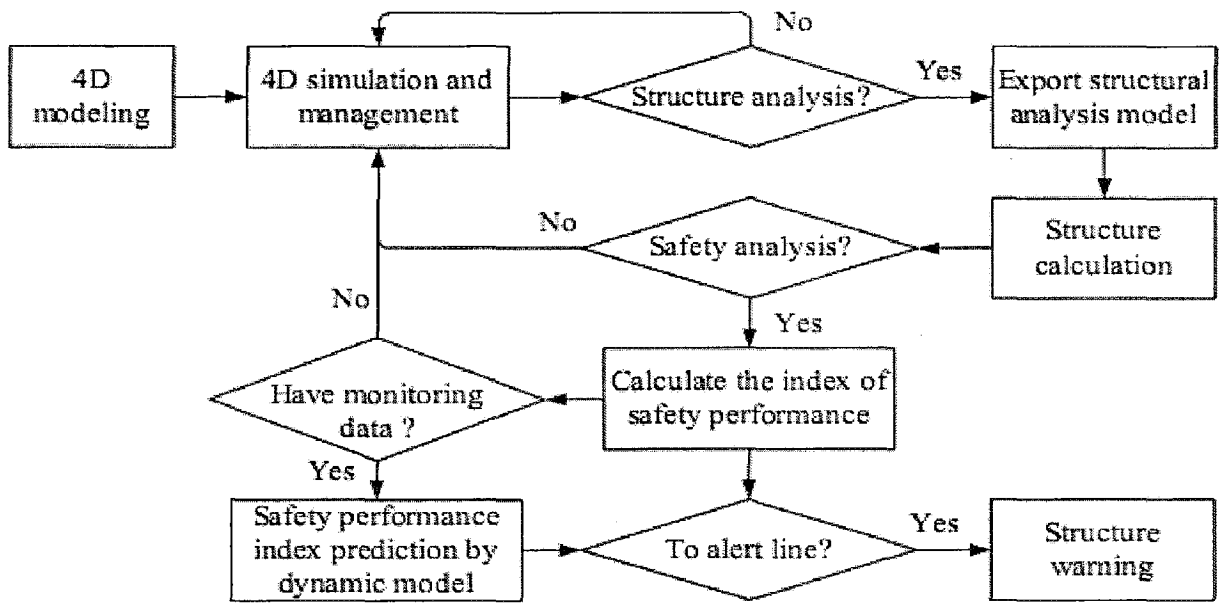 No
4D
modeling
4D simulation and
management
Structure analysis?
Yes
Export structural
analysis model
No
Safety analysis?
Structure
calculation
No
Yes
Have monitoring
data ?
Calculate the index of
safety performance
Yes
Safety performance
index prediction by
dynamic model
To alert line?
Yes
Structure
warning